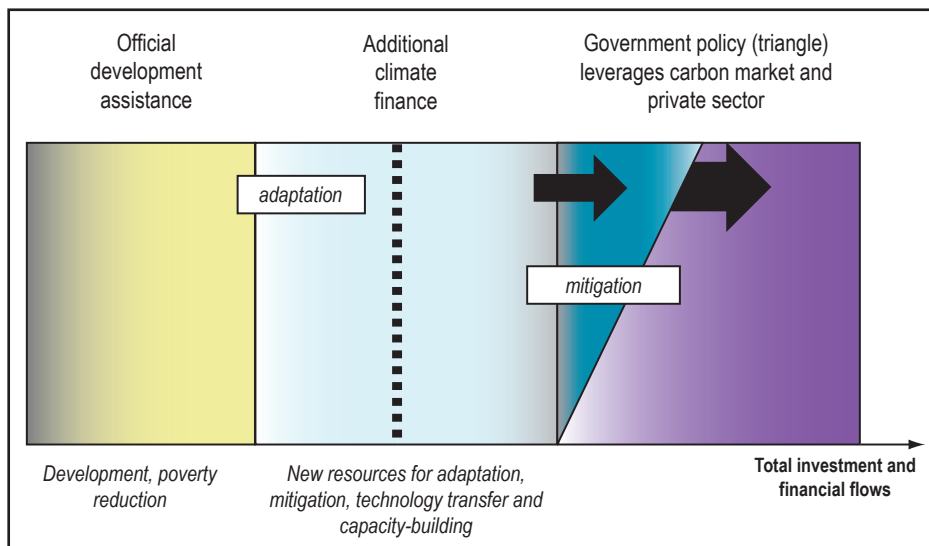 Official
development
assistance
Additional
climate
finance
Government policy (triangle)
leverages carbon market and
private sector
adaptation
mitigation
Development, poverty
reduction
New resources for adaptation,
mitigation, technology transfer and
capacity-building
Total investment and
financial flows